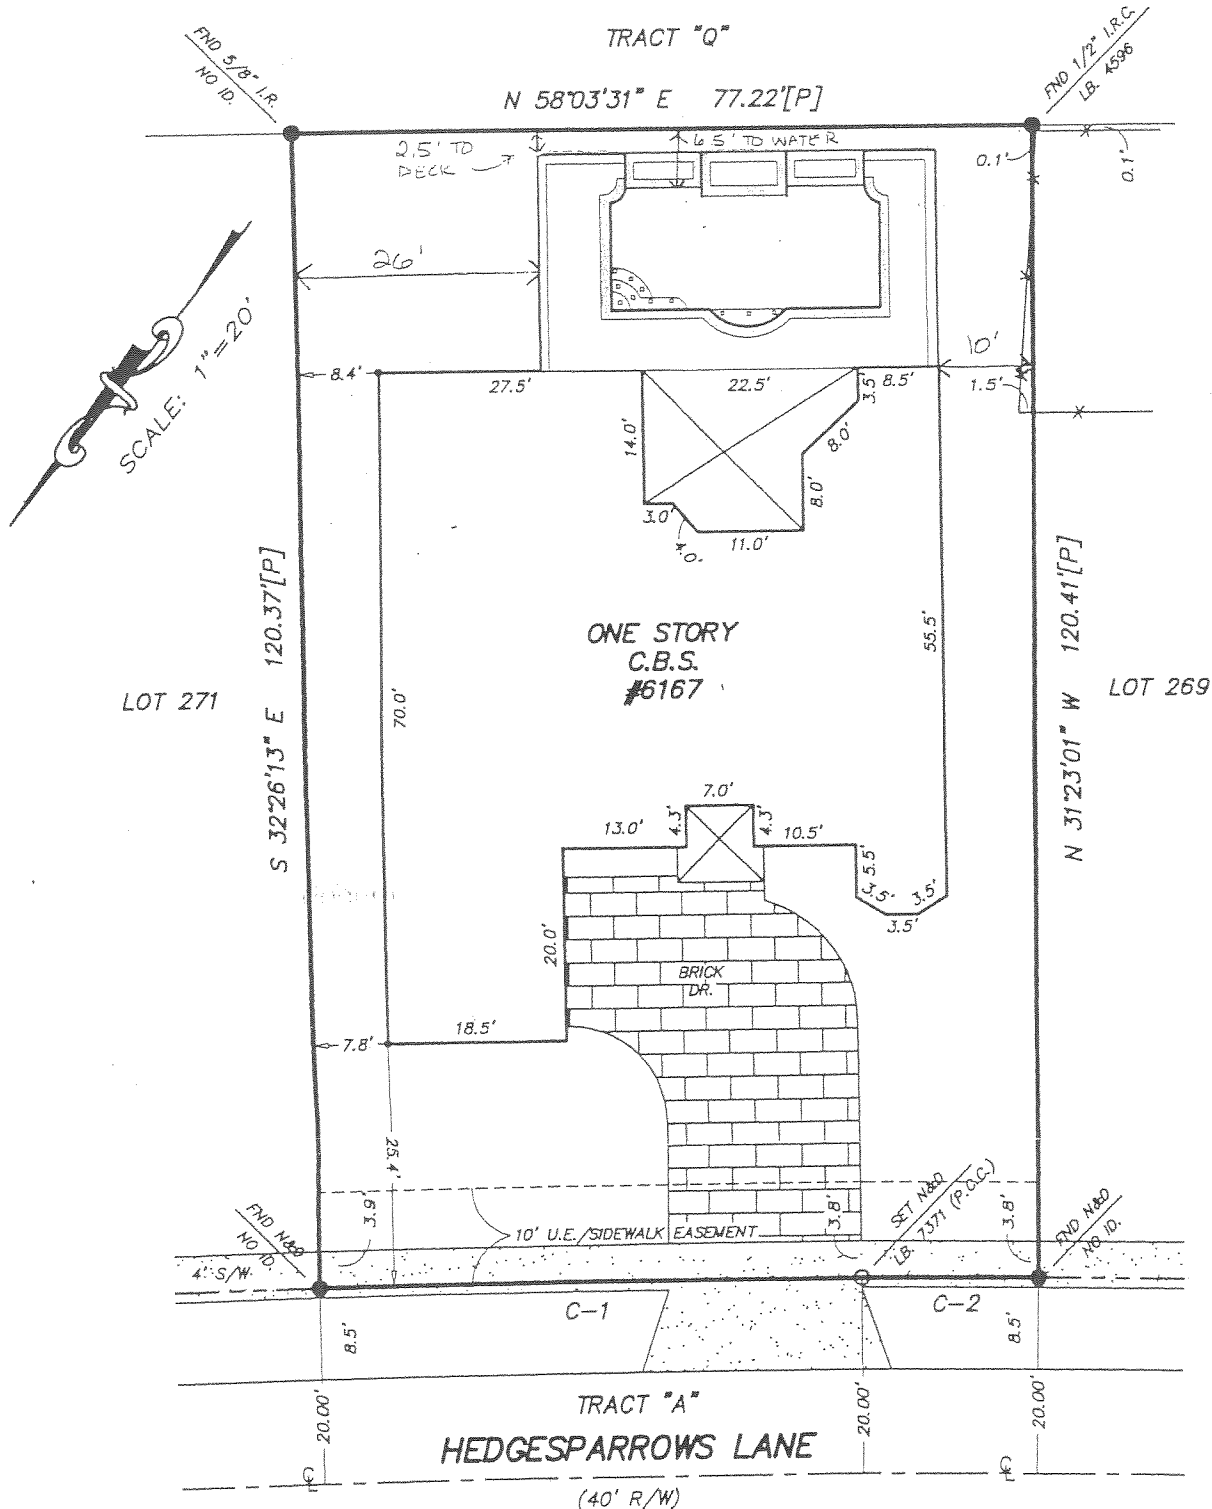 TRACT "Q"
FND 5/8" I.R.
NO ID.
FND 1/2" I.R.C.
LB. 4596
N 58°03'31" E 77.22'[P]
2.5' TO
DECK
6.5' TO WATER
0.1'
0.1'
26'
SCALE: 1"=20'
10'
8.4'
27.5'
22.5'
8.5'
1.5'
3.5'
14.0'
8.0'
8.0'
3.0'
11.0'
S 32°26'13" E 120.37'[P]
N 31°23'01" W 120.41'[P]
ONE STORY
C.B.S.
#6167
55.5'
LOT 271
LOT 269
70.0'
7.0'
13.0'
4.3'
4.3'
10.5'
5.5'
3.5'
3.5'
3.5'
20.0'
BRICK
DR.
18.5'
7.8'
25.4'
FND N&D
NO ID.
3.9'
10' U.E./SIDEWALK EASEMENT
3.8'
SET N&D
LB. 7371 (P.C.C.)
3.8'
FND N&D
NO ID.
4' S/W
C-1
C-2
8.5'
8.5'
TRACT "A"
20.00'
20.00'
20.00'
HEDGESPARROWS LANE
(40' R/W)